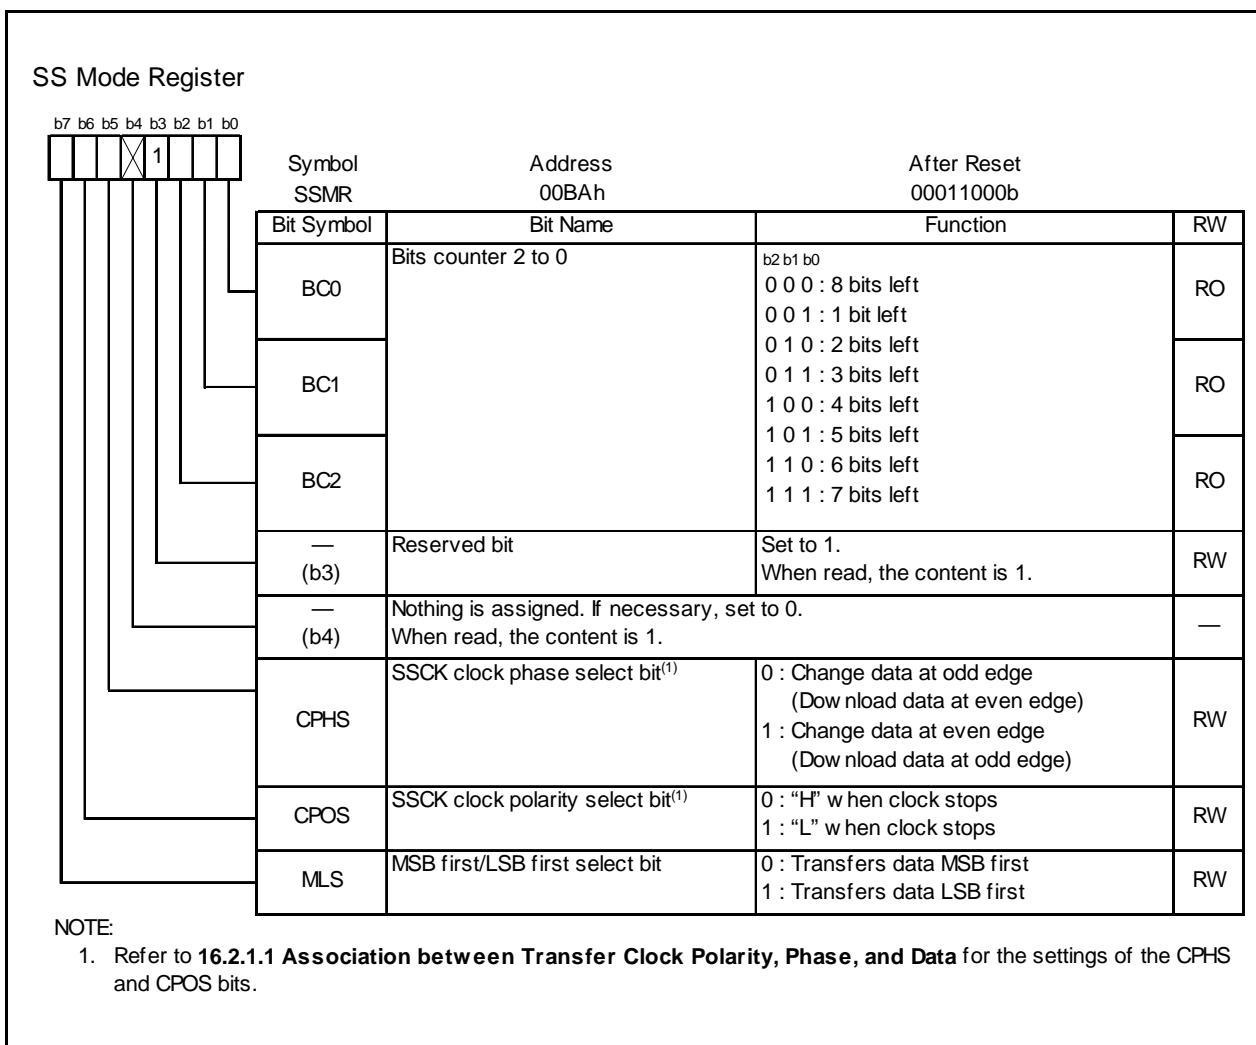 SS Mode Register
b7 b6 b5 b4 b3 b2 b1 b0
1
Symbol Address After Reset
SSMR 00BAh 00011000b
Bit Symbol Bit Name Function RW
BC0 Bits counter 2 to 0 b2 b1 b0 RO
0 0 0 : 8 bits left
0 0 1 : 1 bit left
0 1 0 : 2 bits left
BC1 0 1 1 : 3 bits left RO
1 0 0 : 4 bits left
1 0 1 : 5 bits left
BC2 1 1 0 : 6 bits left RO
1 1 1 : 7 bits left
— Reserved bit Set to 1. RW
(b3) When read, the content is 1.
— Nothing is assigned. If necessary, set to 0. —
(b4) When read, the content is 1.
CPHS SSCK clock phase select bit(1) 0 : Change data at odd edge RW
(Download data at even edge)
1 : Change data at even edge
(Download data at odd edge)
CPOS SSCK clock polarity select bit(1) 0 : “H” when clock stops RW
1 : “L” when clock stops
MLS MSB first/LSB first select bit 0 : Transfers data MSB first RW
1 : Transfers data LSB first
NOTE:
1. Refer to 16.2.1.1 Association between Transfer Clock Polarity, Phase, and Data for the settings of the CPHS
and CPOS bits.